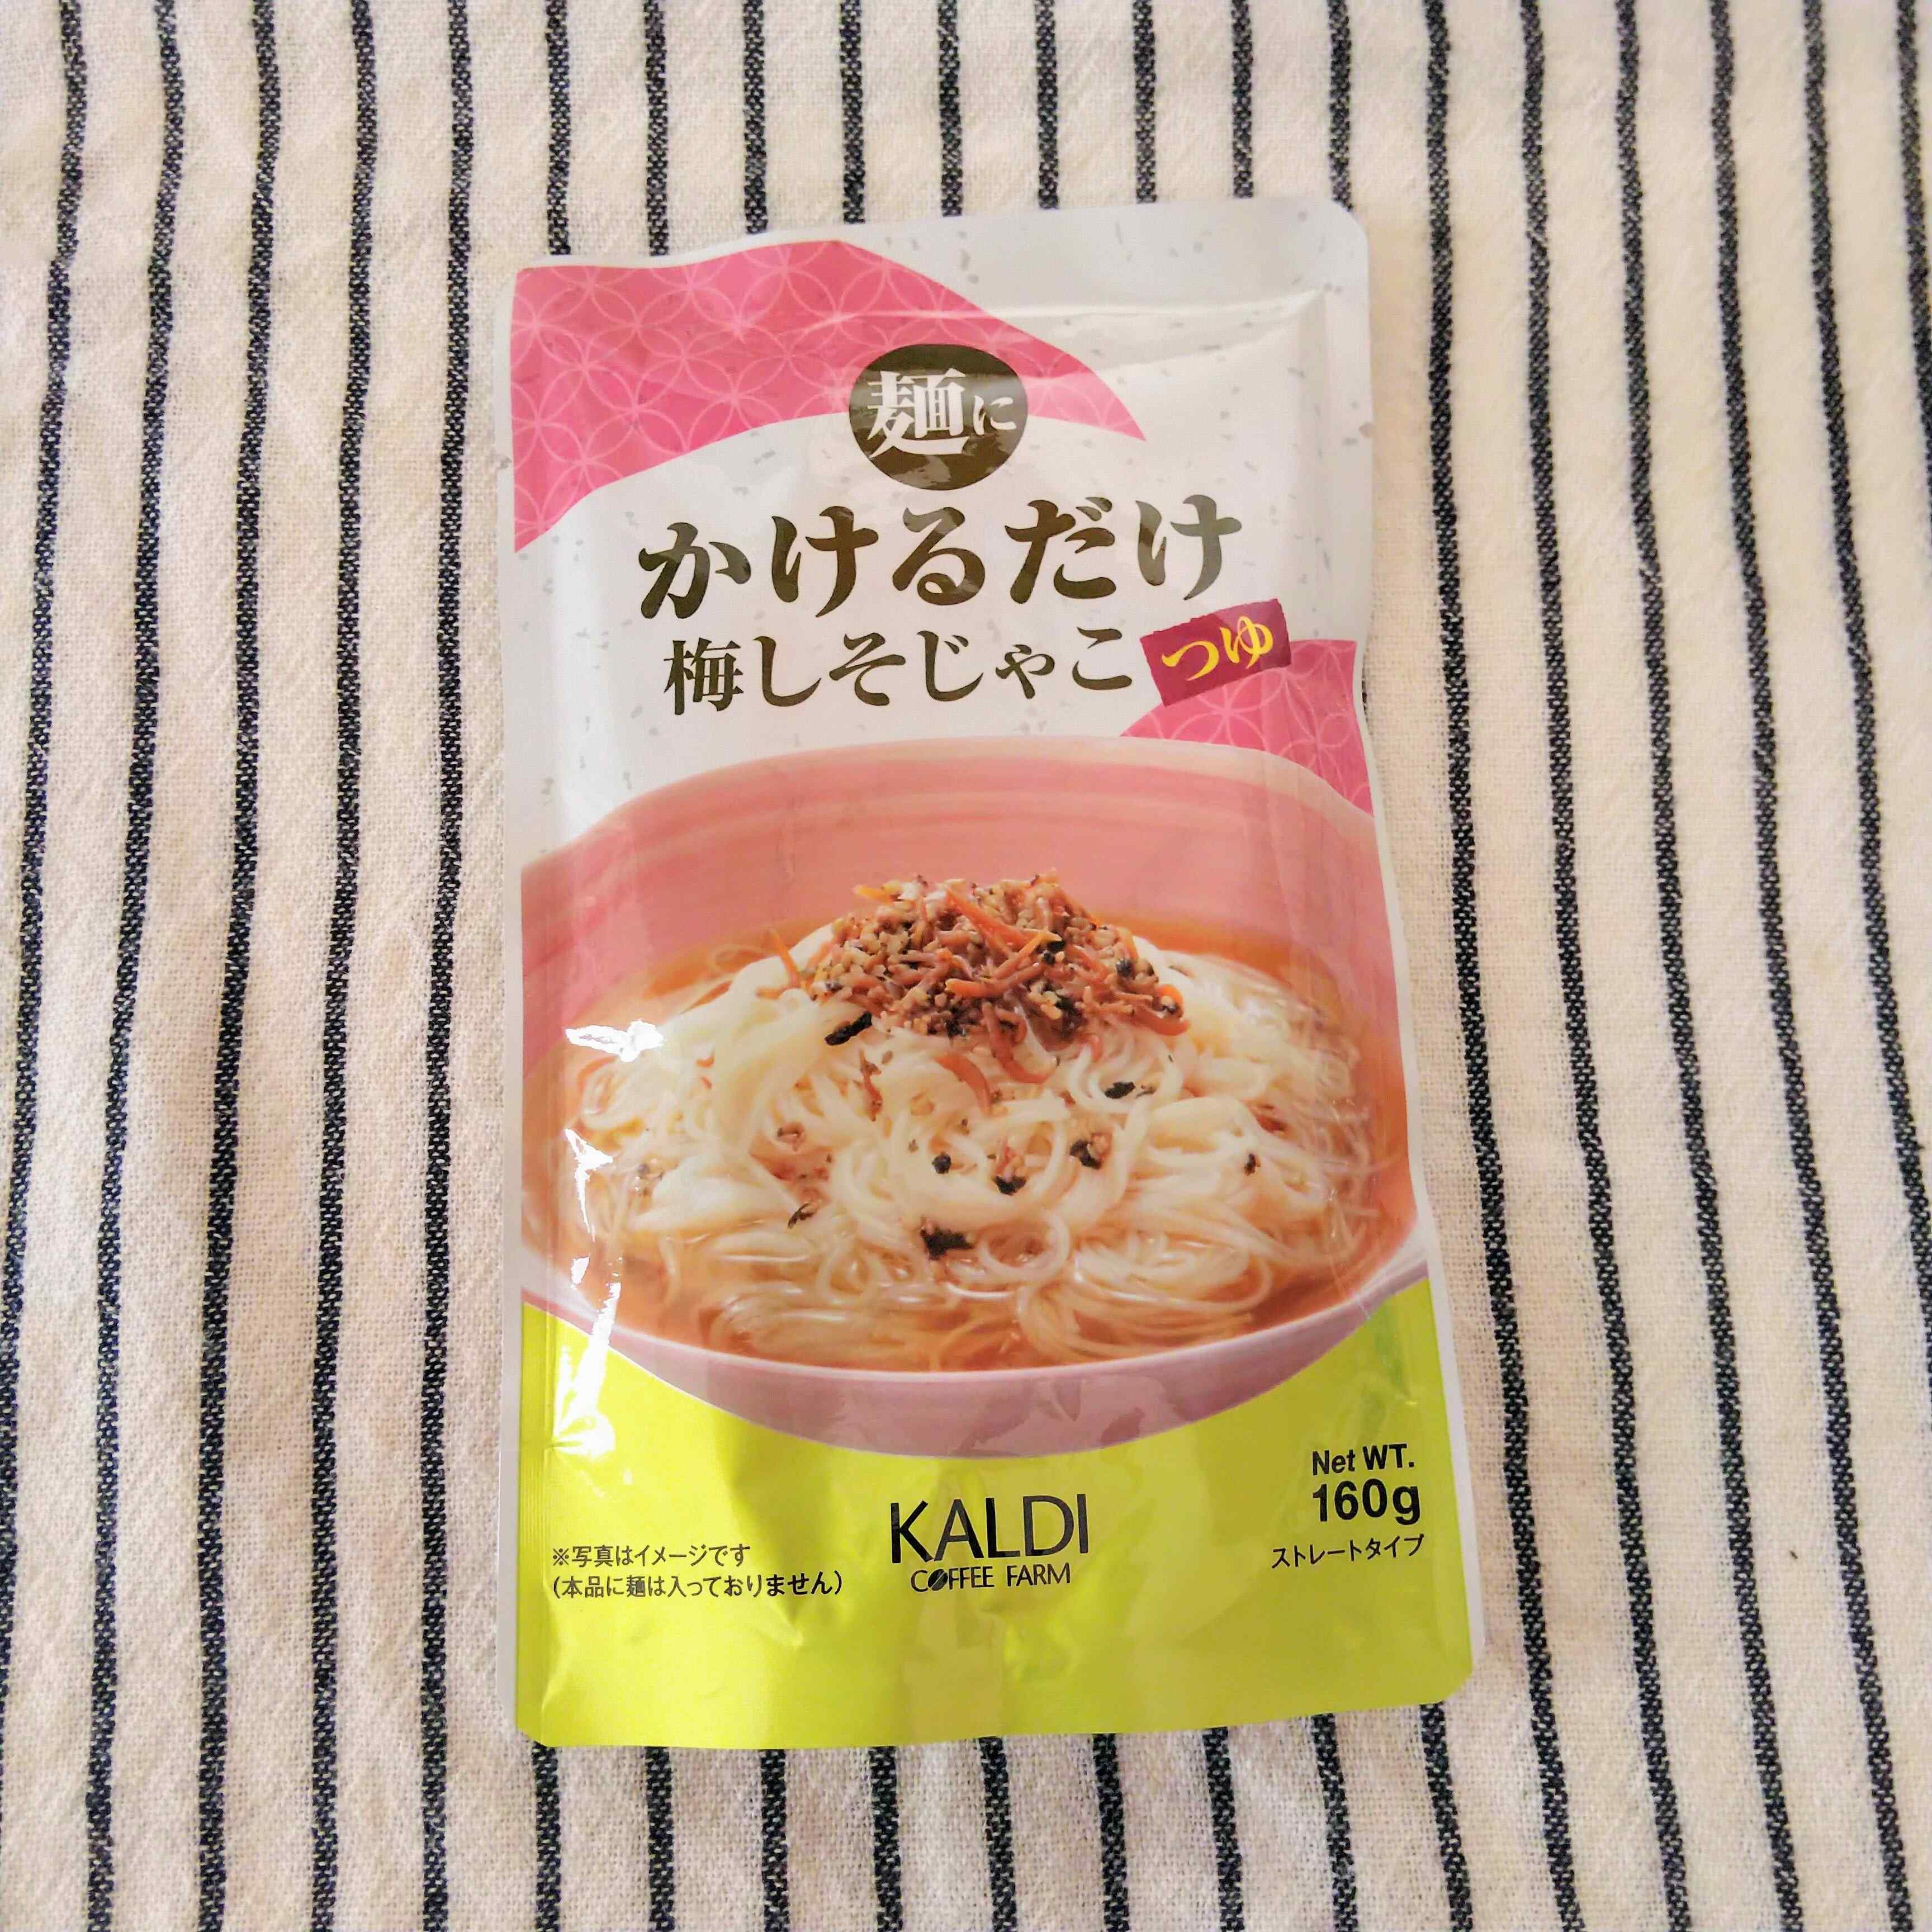 麺に
かけるだけ
梅しそじゃこ つゆ
Net WT.
160g
ストレートタイプ
KALDI
COFFEE FARM
※写真はイメージです
(本品に麺は入っておりません)